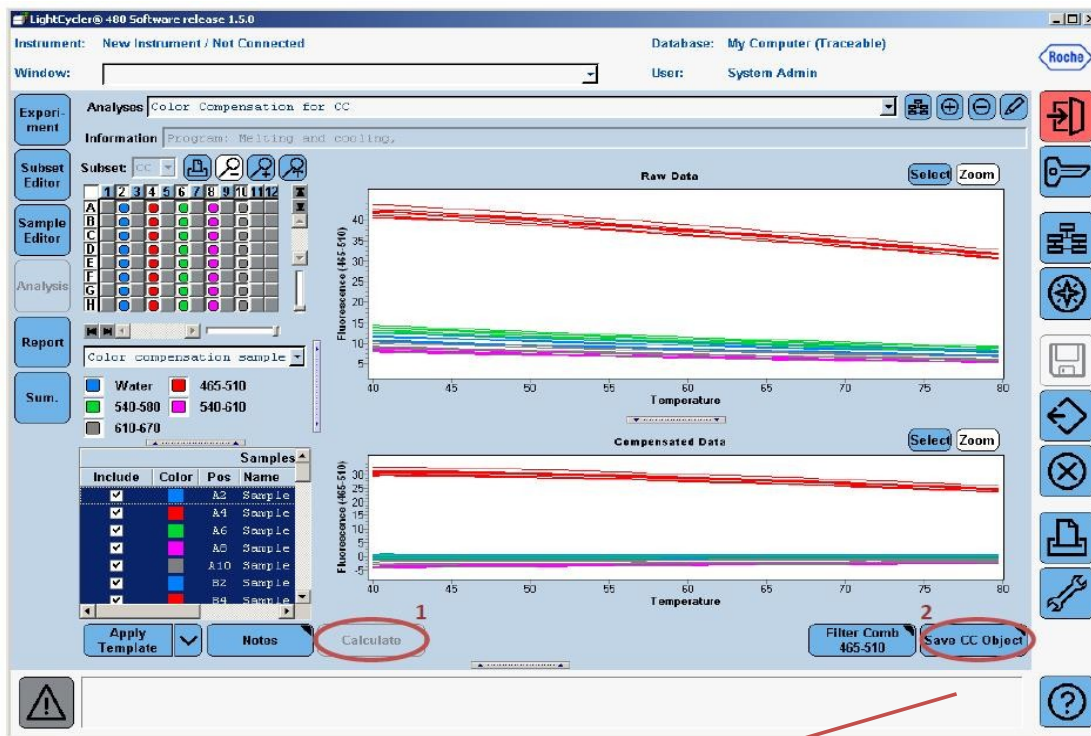 LightCycler® 480 Software release 1.5.0
Instrument: New Instrument / Not Connected
Database: My Computer (Traceable)
Window:
User: System Admin
Roche
Experi-
ment
Subset
Editor
Sample
Editor
Analysis
Report
Sum.
Analyses Color Compensation for CC
Information Program: Melting and cooling,
Subset: CC
1 2 3 4 5 6 7 8 9 10 11 12
A
B
C
D
E
F
G
H
Color compensation sample
Water 465-510
540-580 540-610
610-670
Samples
Include Color Pos Name
A2 Sample
A4 Sample
A6 Sample
A8 Sample
A10 Sample
B2 Sample
B4 Sample
Raw Data
Select Zoom
Fluorescence (465-510)
40
35
30
25
20
15
10
5
40 45 50 55 60 65 70 75 80
Temperature
Compensated Data
Select Zoom
Fluorescence (465-510)
30
25
20
15
10
5
0
-5
40 45 50 55 60 65 70 75 80
Temperature
1
2
Apply
Template
Notes
Calculate
Filter Comb
465-510
Save CC Object